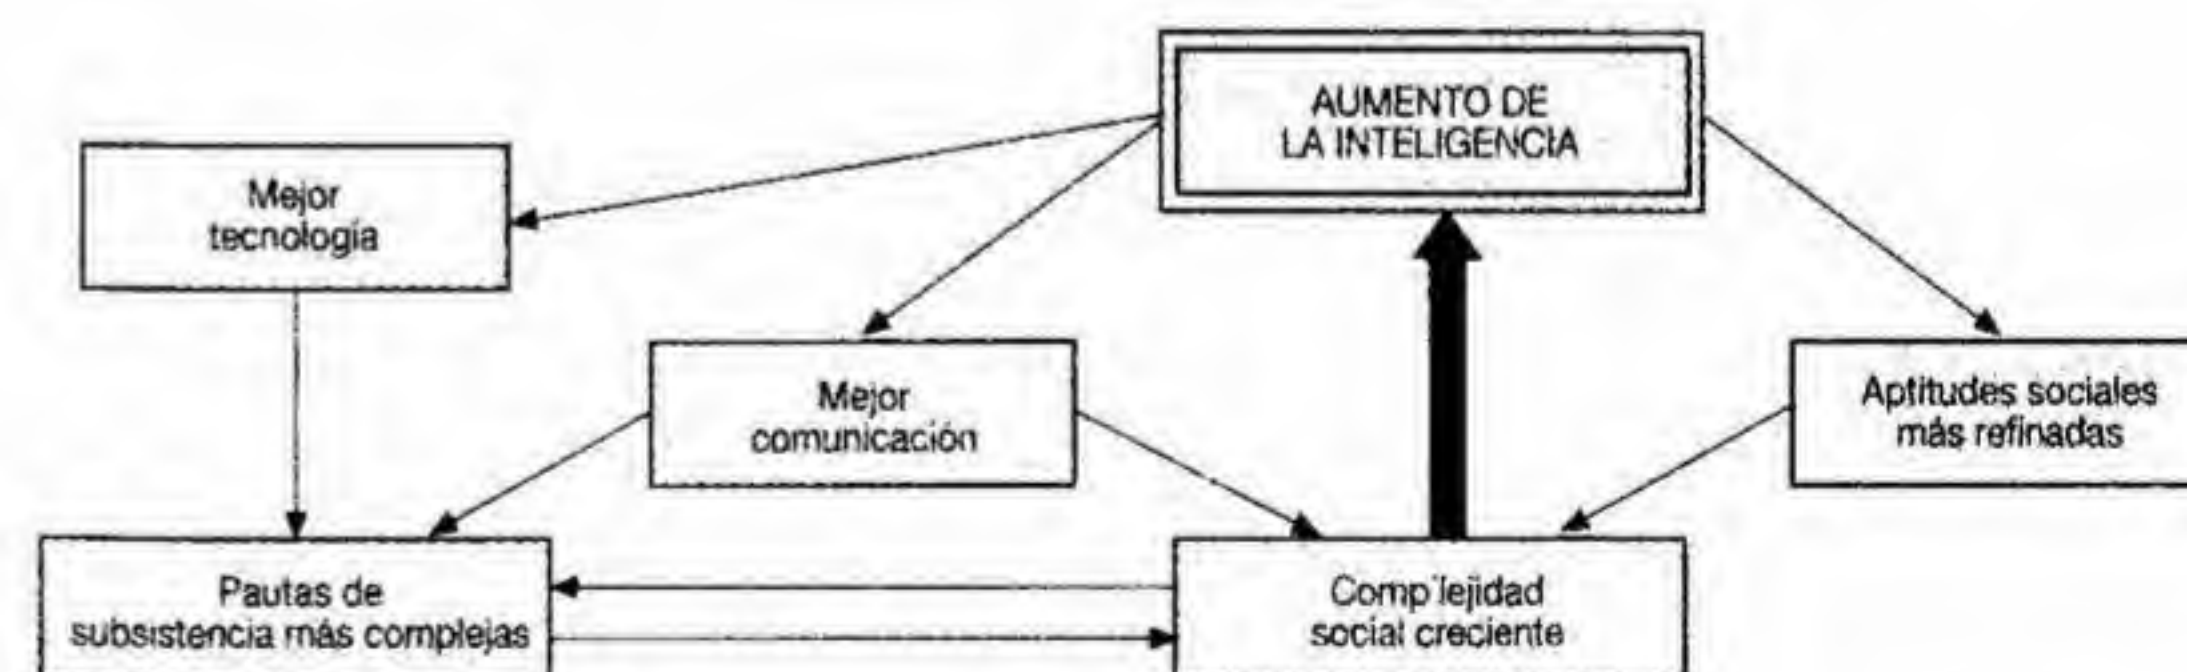 AUMENTO DE
LA INTELIGENCIA
Mejor
tecnología
Mejor
comunicación
Aptitudes sociales
más refinadas
Pautas de
subsistencia más complejas
Complejidad
social creciente